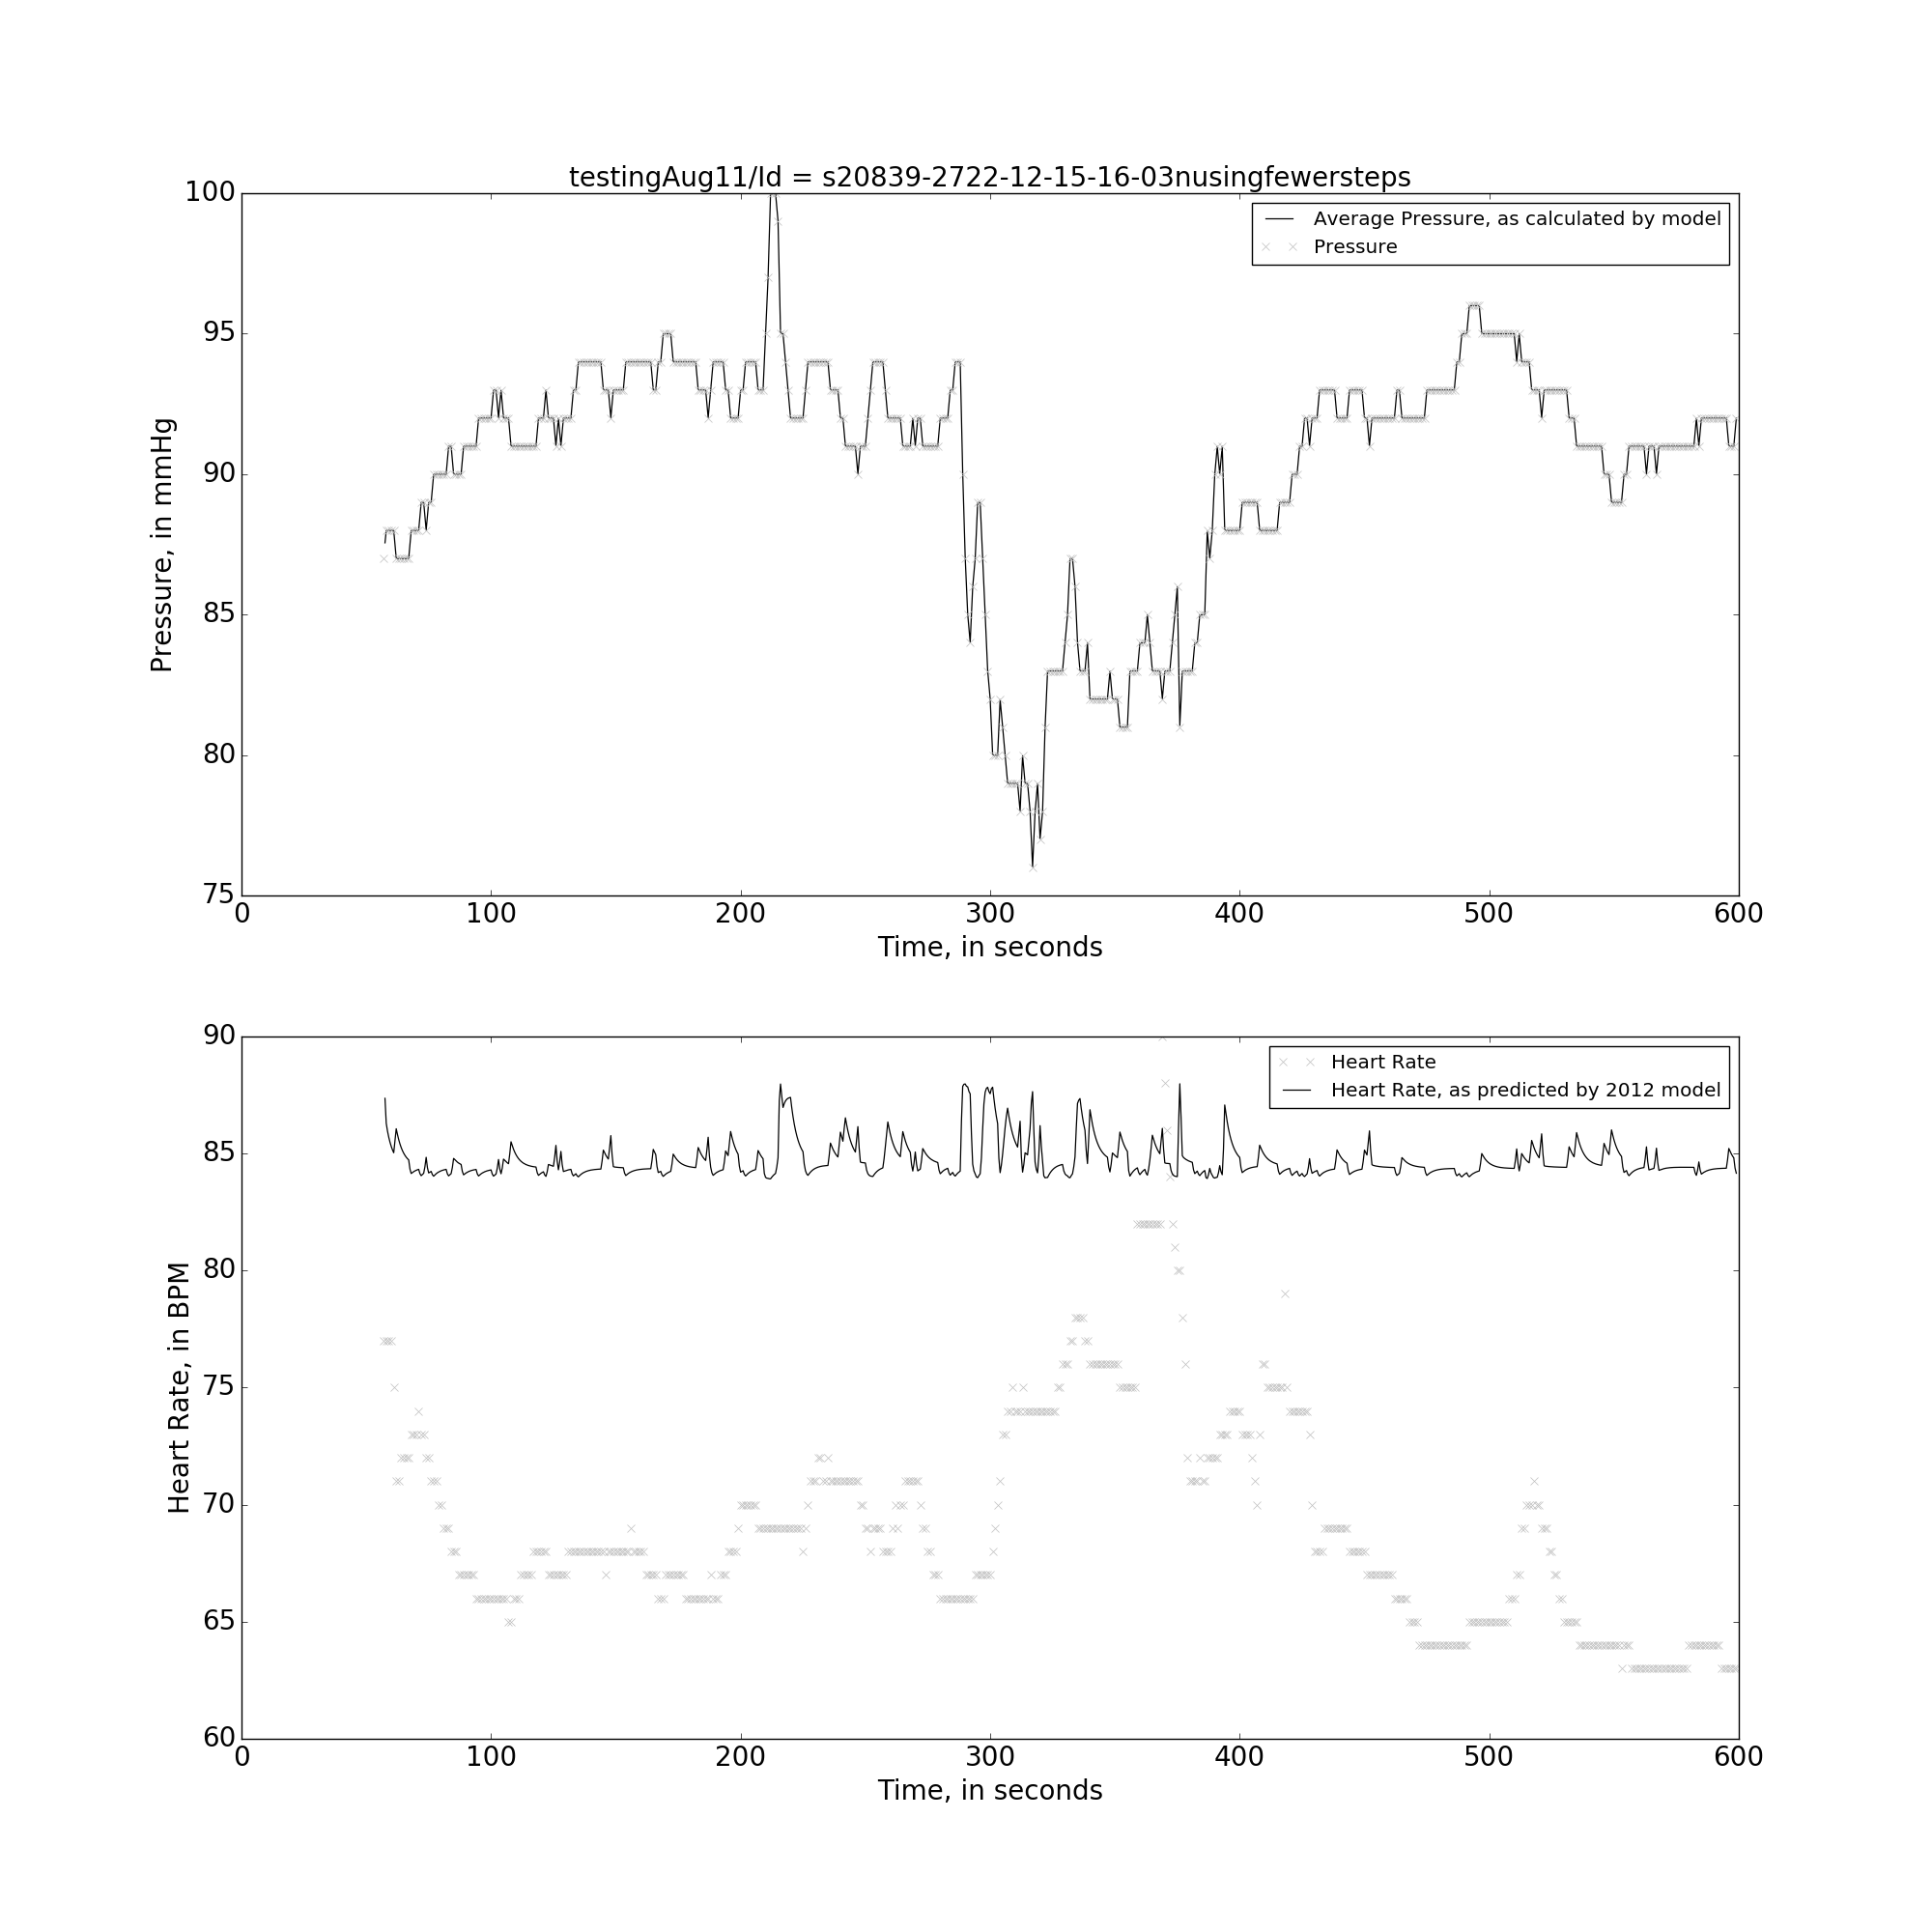 testingAug11/Id = s20839-2722-12-15-16-03nusingfewersteps
100
95
90
85
80
75
Pressure, in mmHg
Average Pressure, as calculated by model
Pressure
0 100 200 300 400 500 600
Time, in seconds
90
85
80
75
70
65
60
Heart Rate, in BPM
Heart Rate
Heart Rate, as predicted by 2012 model
0 100 200 300 400 500 600
Time, in seconds